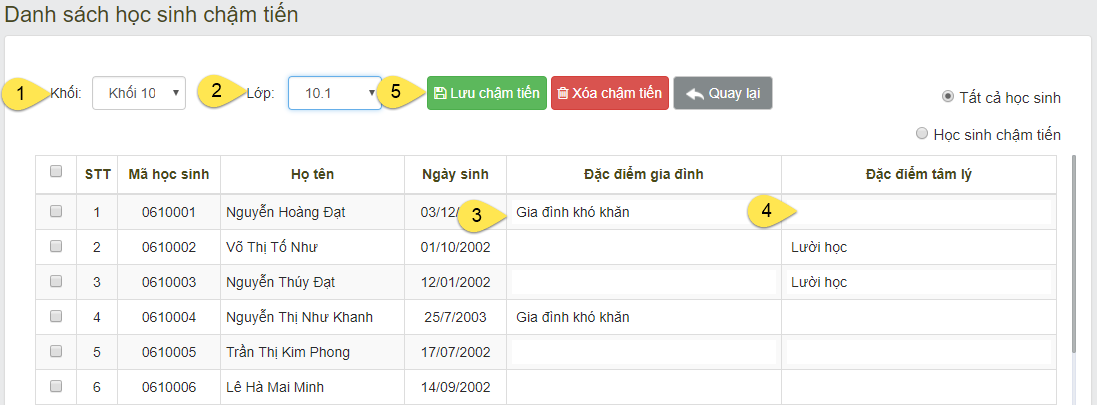 Danh sách học sinh chậm tiến
1 Khối: Khối 10 2 Lớp: 10.1 5 Lưu chậm tiến Xóa chậm tiến Quay lại
Tất cả học sinh
Học sinh chậm tiến
STT Mã học sinh Họ tên Ngày sinh Đặc điểm gia đình Đặc điểm tâm lý
1 0610001 Nguyễn Hoàng Đạt 03/12/ 3 Gia đình khó khăn 4
2 0610002 Võ Thị Tố Như 01/10/2002 Lười học
3 0610003 Nguyễn Thúy Đạt 12/01/2002 Lười học
4 0610004 Nguyễn Thị Như Khanh 25/7/2003 Gia đình khó khăn
5 0610005 Trần Thị Kim Phong 17/07/2002
6 0610006 Lê Hà Mai Minh 14/09/2002